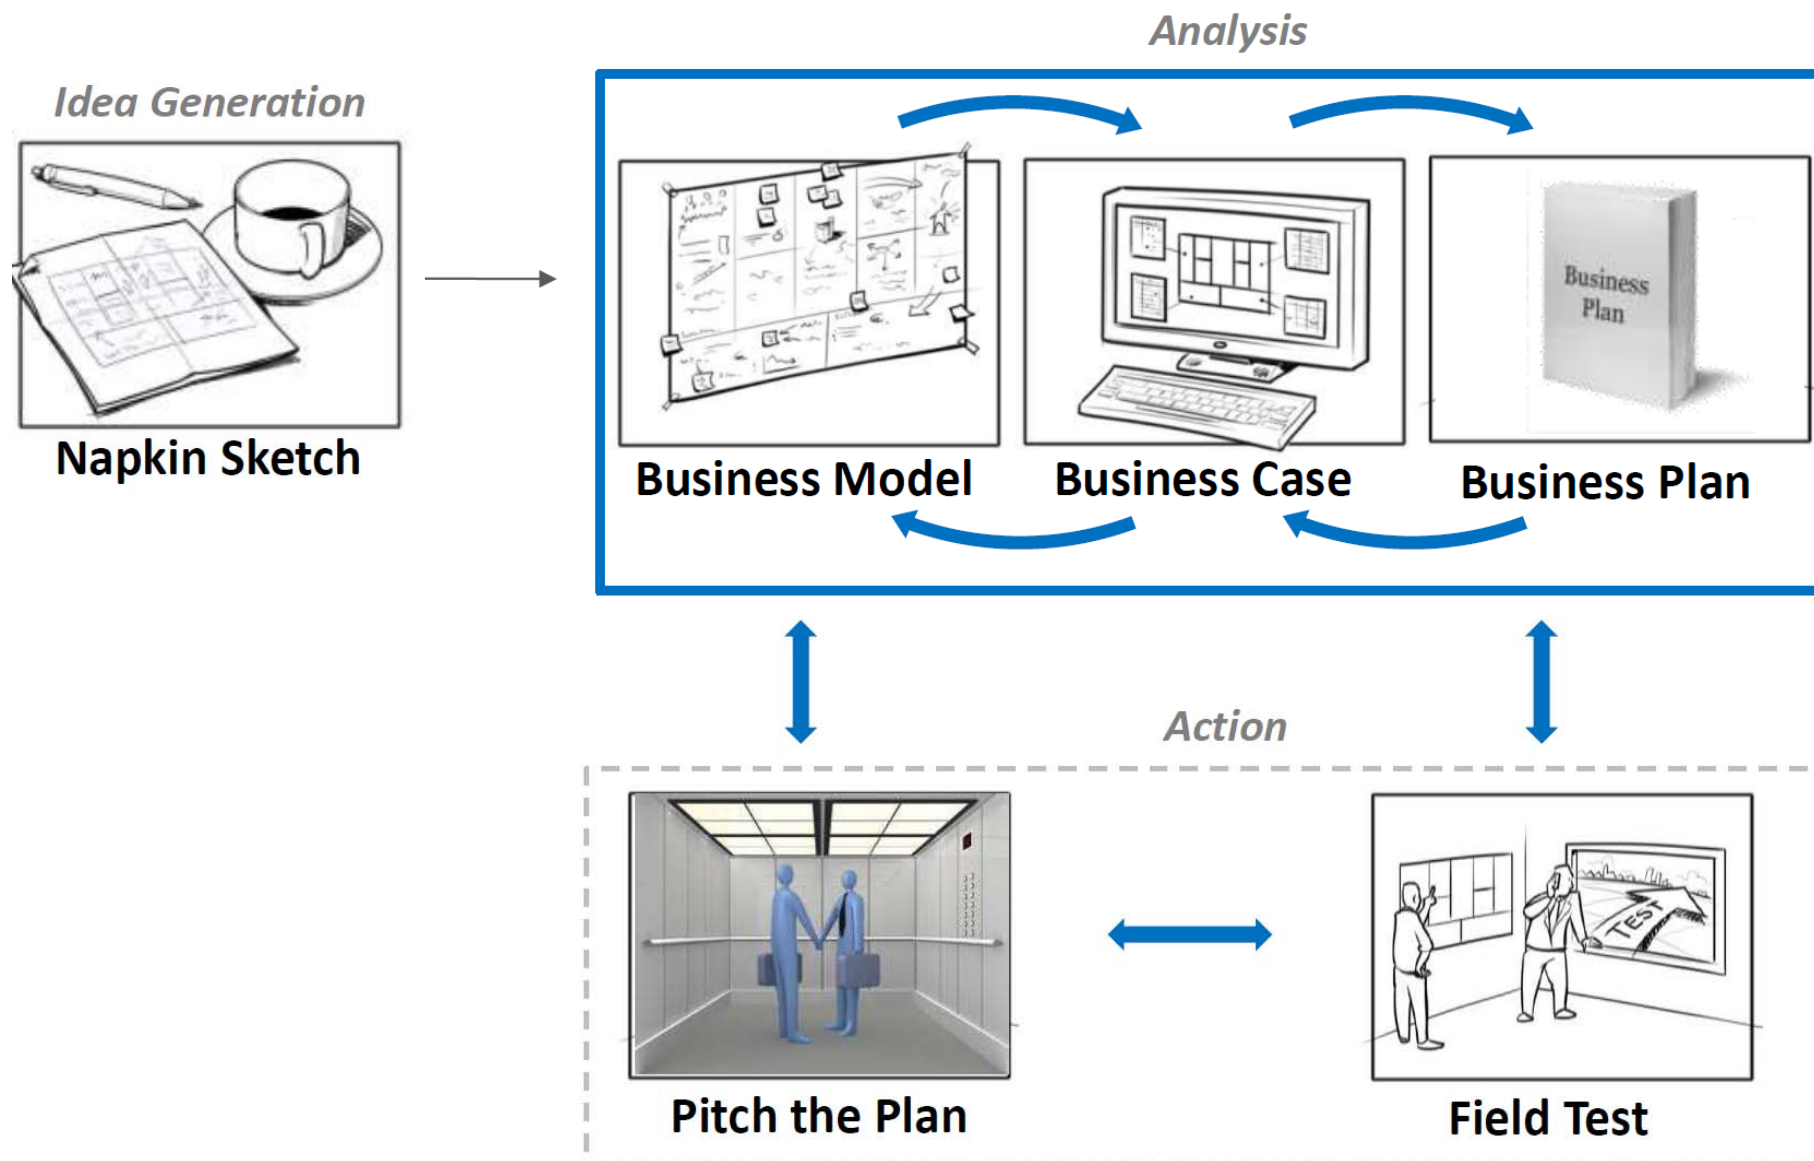 Analysis
Idea Generation
Business
Plan
Napkin Sketch
Business Model
Business Case
Business Plan
Action
TEST
Pitch the Plan
Field Test